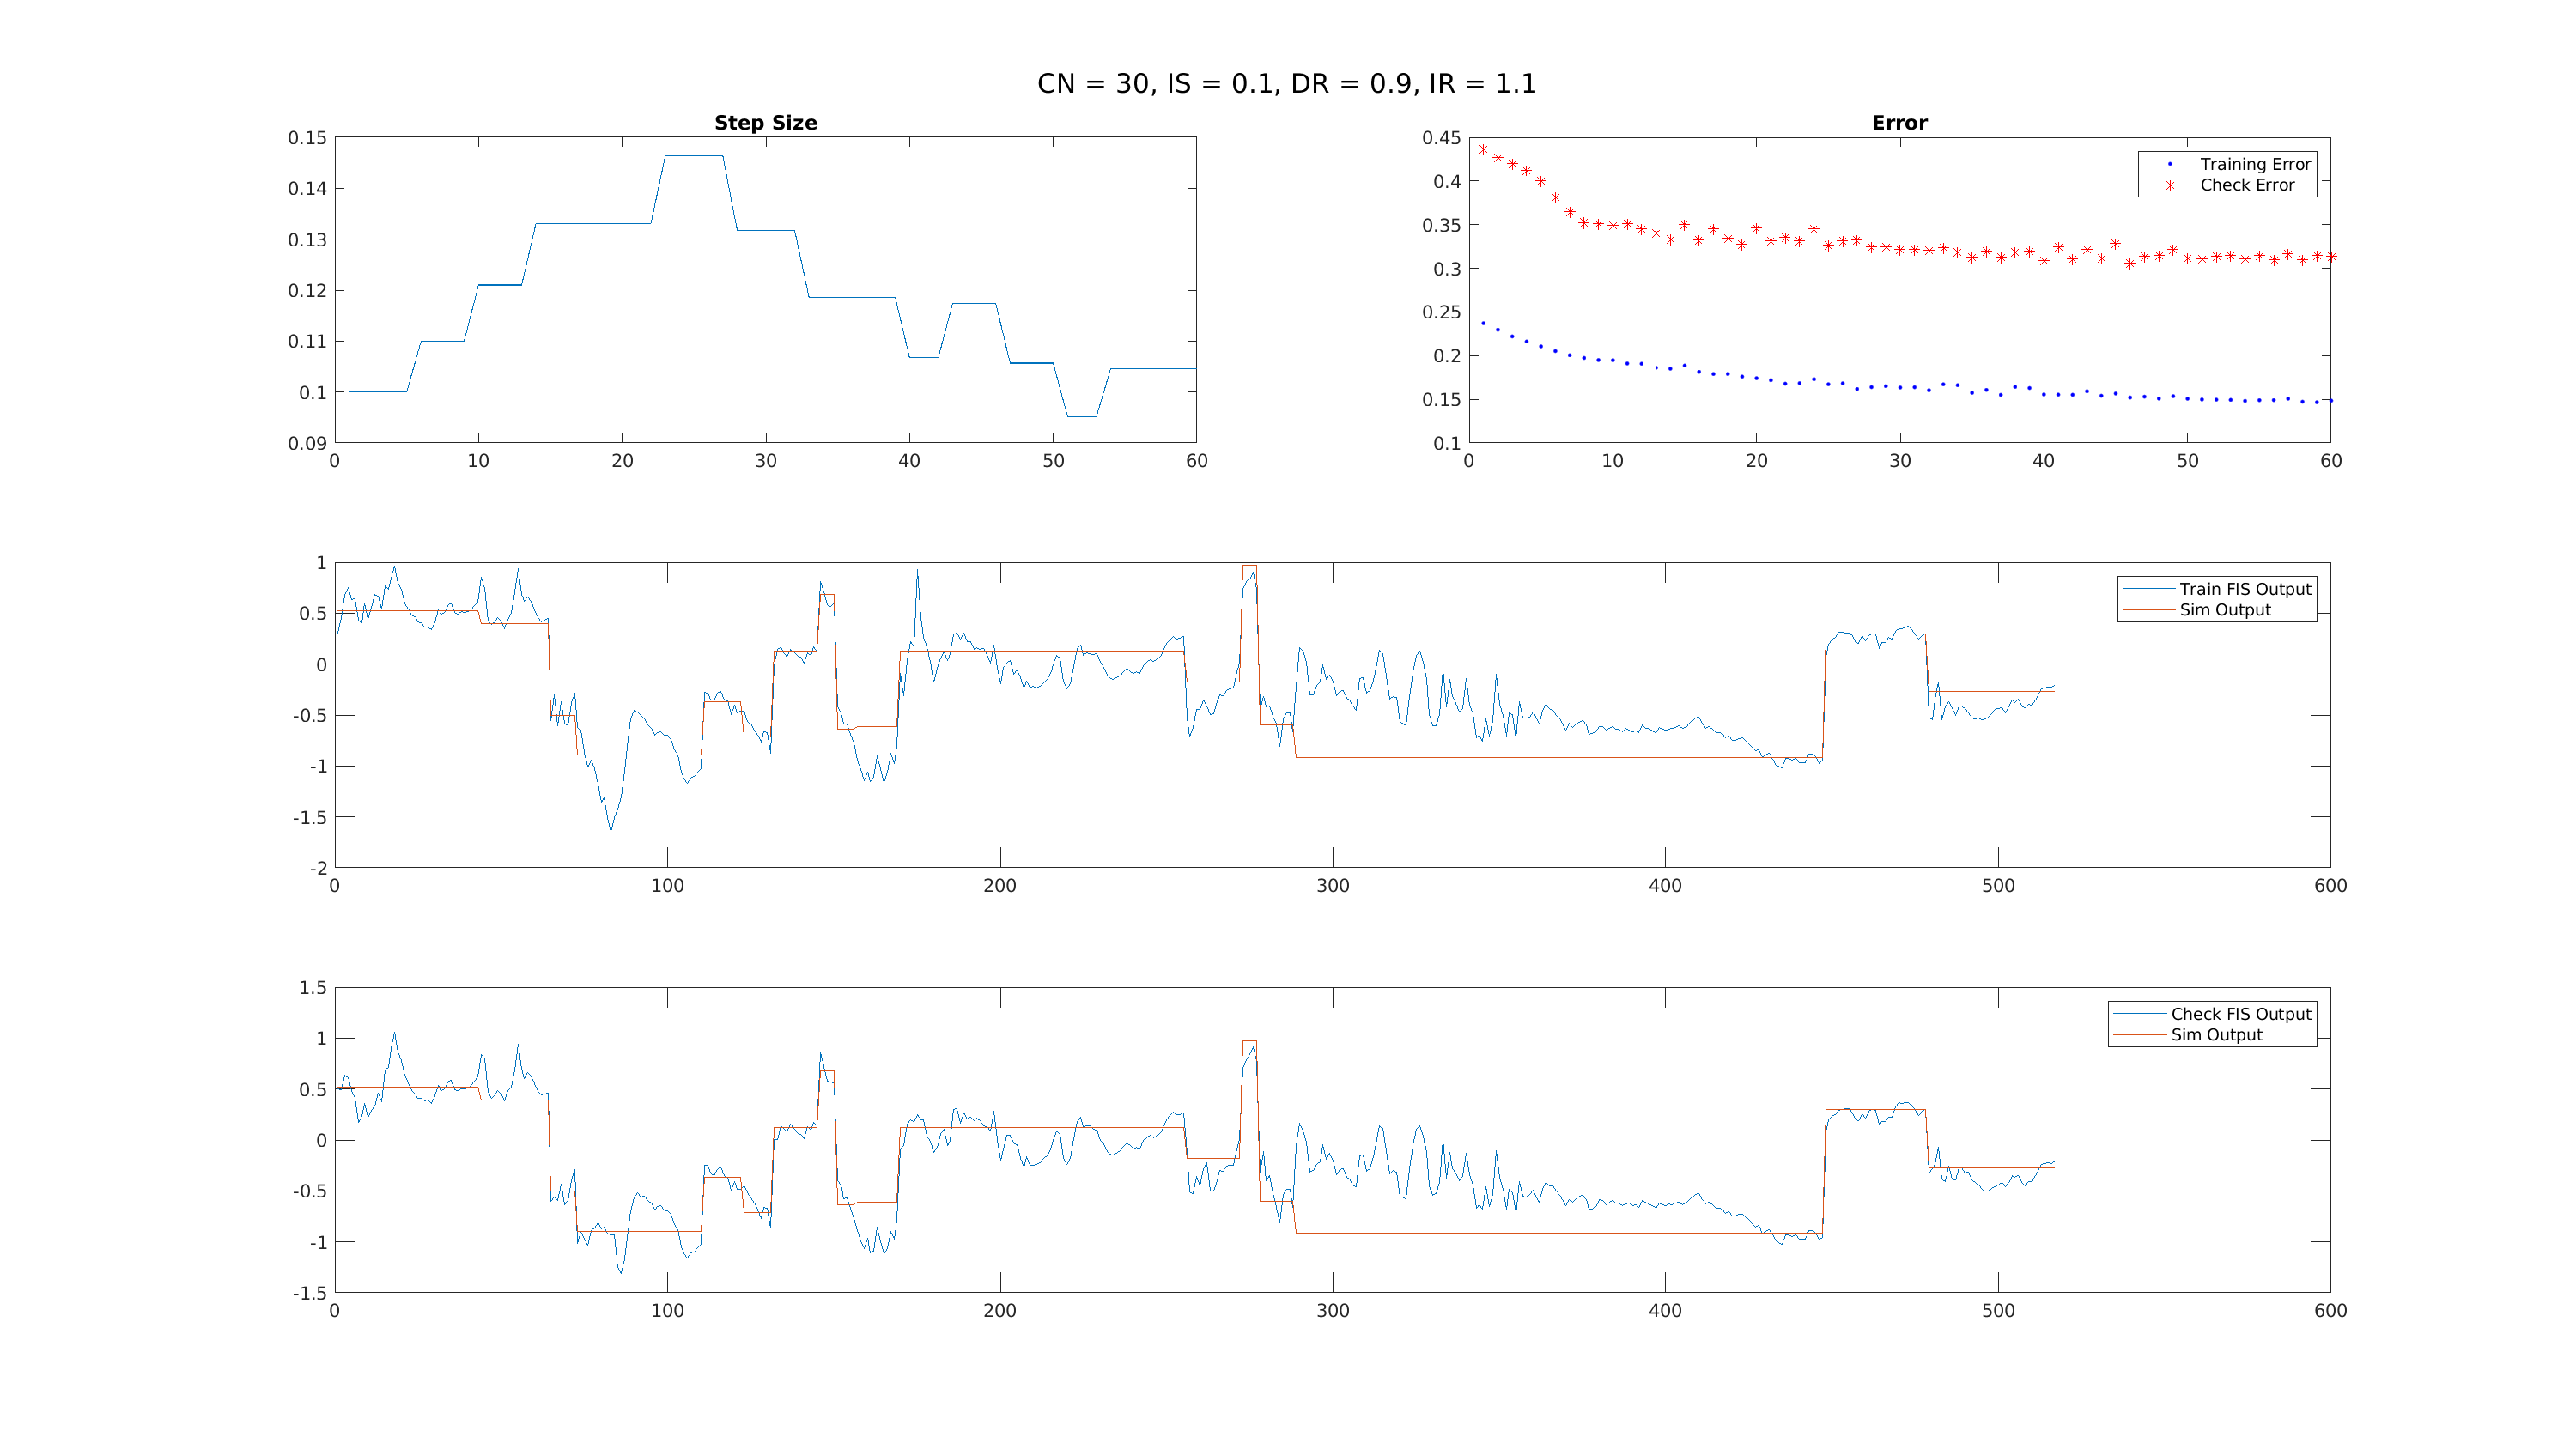 CN = 30, IS = 0.1, DR = 0.9, IR = 1.1
Step Size
0.15
0.14
0.13
0.12
0.11
0.1
0.09
0 10 20 30 40 50 60
Error
0.45
0.4
0.35
0.3
0.25
0.2
0.15
0.1
0 10 20 30 40 50 60
Training Error
Check Error
1
0.5
0
-0.5
-1
-1.5
-2
0 100 200 300 400 500 600
Train FIS Output
Sim Output
1.5
1
0.5
0
-0.5
-1
-1.5
0 100 200 300 400 500 600
Check FIS Output
Sim Output